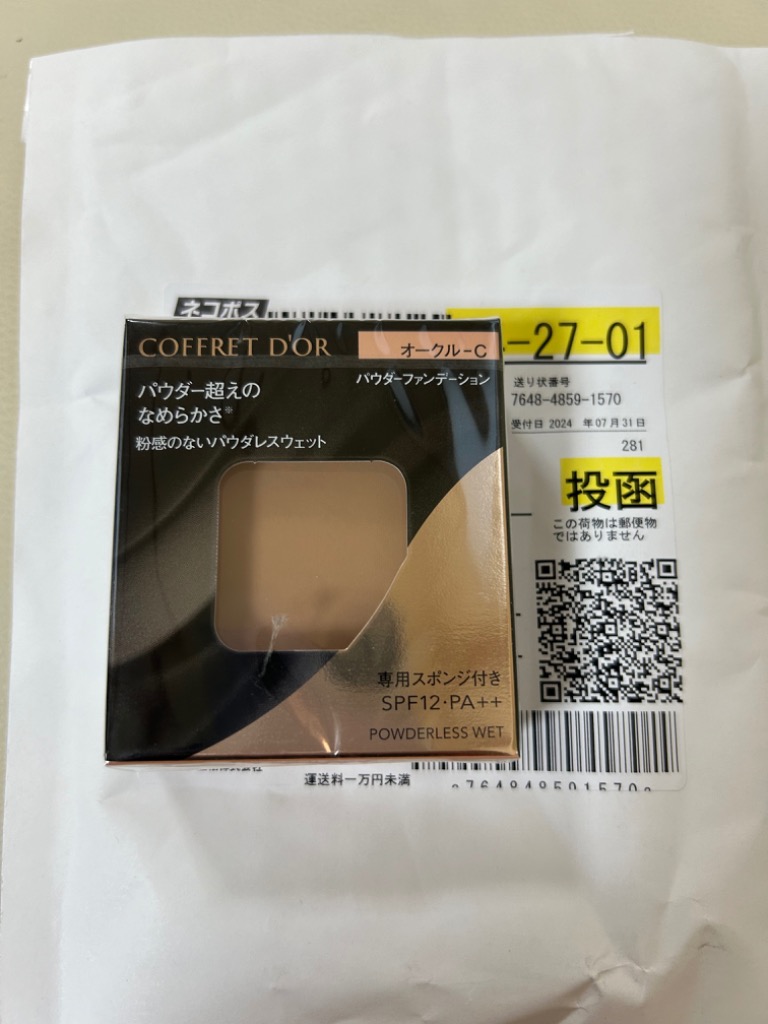 ネコポス
-27-01
送り状番号
7648-4859-1570
受付日 2024 年07月31日
281
投函
この荷物は郵便物
ではありません
COFFRET D'OR
オークル-C
パウダーファンデーション
パウダー超えの
なめらかさ※
粉感のないパウダレスウェット
専用スポンジ付き
SPF12・PA++
POWDERLESS WET
運送料一万円未満